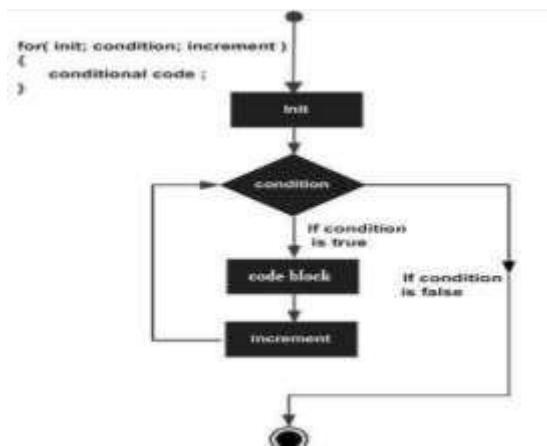 for( init; condition; increment )
{
conditional code ;
}
Init
condition
If condition
is true
code block
If condition
is false
increment